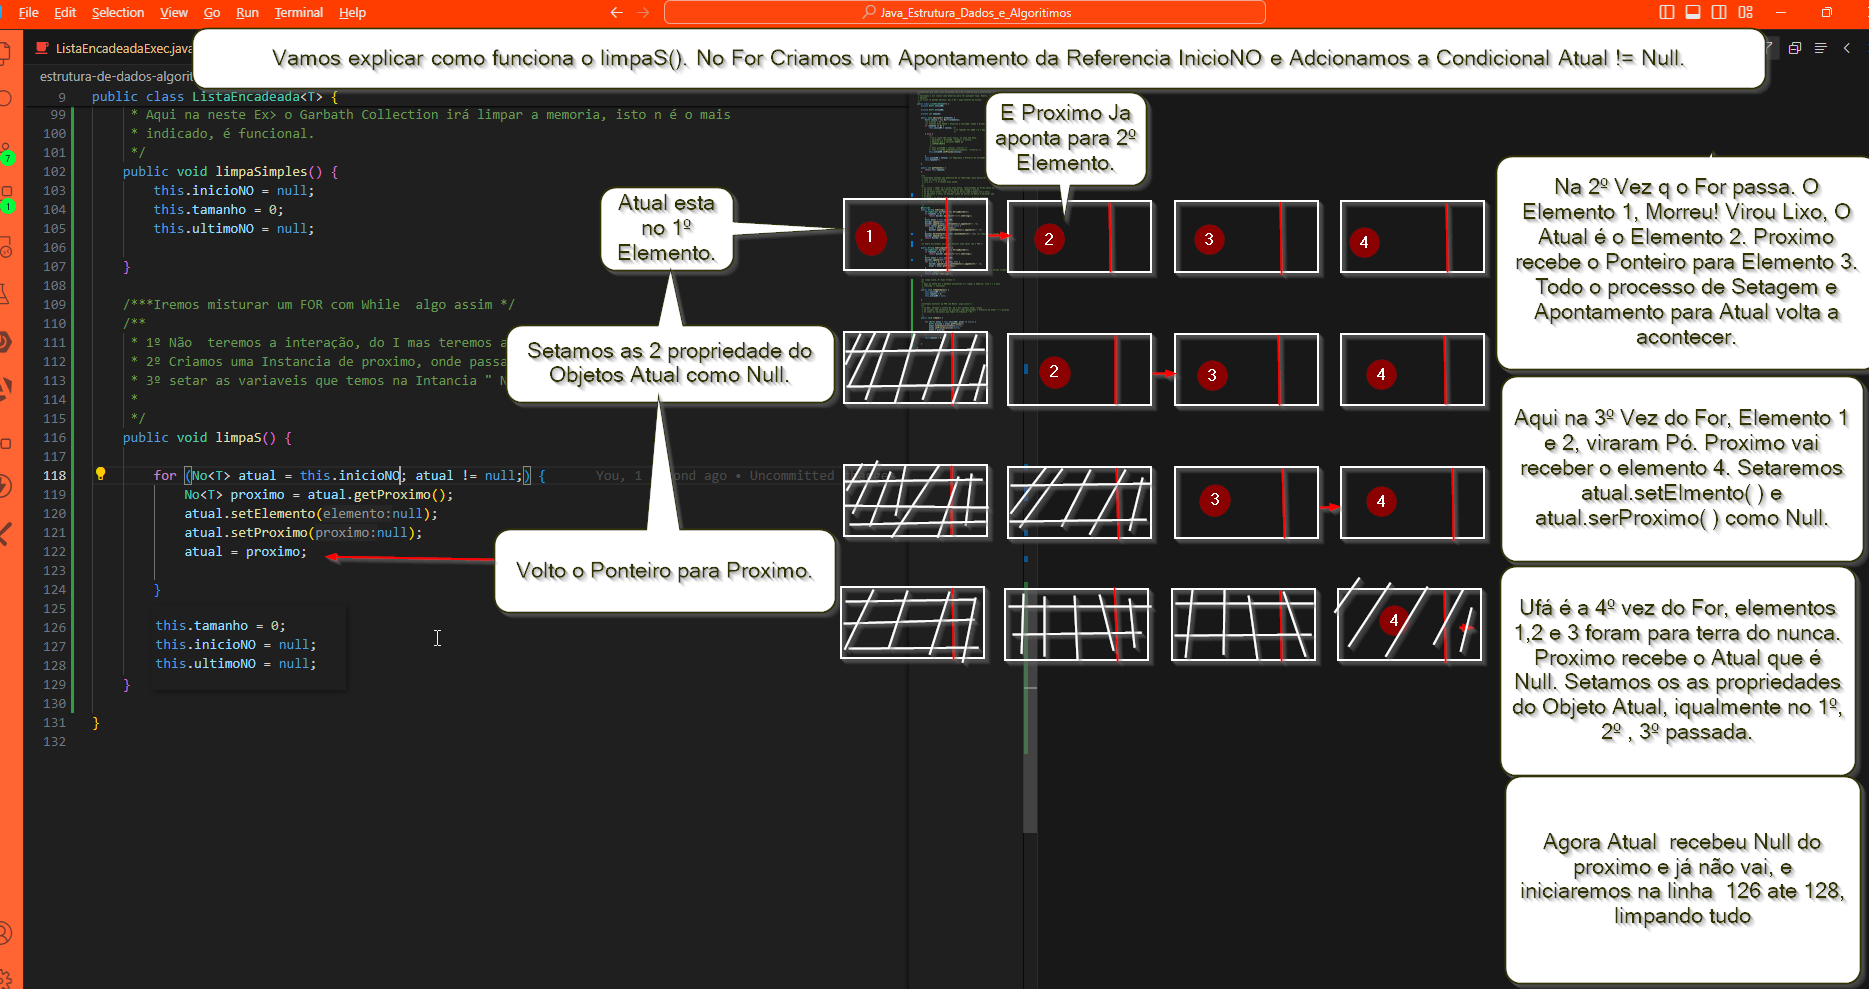 File Edit Selection View Go Run Terminal Help
Java_Estrutura_Dados_e_Algoritimos
ListaEncadeadaExec.java
Vamos explicar como funciona o limpaS(). No For Criamos um Apontamento da Referencia InicioNO e Adcionamos a Condicional Atual != Null.
estrutura-de-dados-algorit
9 public class ListaEncadeada<T> {
99 * Aqui na neste Ex> o Garbath Collection irá limpar a memoria, isto n é o mais
100 * indicado, é funcional.
101 */
102 public void limpaSimples() {
103 this.inicioNO = null;
104 this.tamanho = 0;
105 this.ultimoNO = null;
106
107 }
108
109 /***Iremos misturar um FOR com While algo assim */
110 /**
111 * 1º Não teremos a interação, do I mas teremos a
112 * 2º Criamos uma Instancia de proximo, onde passa
113 * 3º setar as variaveis que temos na Intancia " N
114 *
115 */
116 public void limpaS() {
117
118 for (No<T> atual = this.inicioNO; atual != null;) { You, 1 ond ago • Uncommitted
119 No<T> proximo = atual.getProximo();
120 atual.setElemento(elemento:null);
121 atual.setProximo(proximo:null);
122 atual = proximo;
123
124 }
125
126 this.tamanho = 0;
127 this.inicioNO = null;
128 this.ultimoNO = null;
129 }
130
131 }
132
7
1
E Proximo Ja
aponta para 2º
Elemento.
Atual esta
no 1º
Elemento.
Setamos as 2 propriedade do
Objetos Atual como Null.
Volto o Ponteiro para Proximo.
1 2 3 4
2 3 4
3 4
4
Na 2º Vez q o For passa. O
Elemento 1, Morreu! Virou Lixo, O
Atual é o Elemento 2. Proximo
recebe o Ponteiro para Elemento 3.
Todo o processo de Setagem e
Apontamento para Atual volta a
acontecer.
Aqui na 3º Vez do For, Elemento 1
e 2, viraram Pó. Proximo vai
receber o elemento 4. Setaremos
atual.setElmento( ) e
atual.serProximo( ) como Null.
Ufá é a 4º vez do For, elementos
1,2 e 3 foram para terra do nunca.
Proximo recebe o Atual que é
Null. Setamos os as propriedades
do Objeto Atual, iqualmente no 1º,
2º , 3º passada.
Agora Atual recebeu Null do
proximo e já não vai, e
iniciaremos na linha 126 ate 128,
limpando tudo